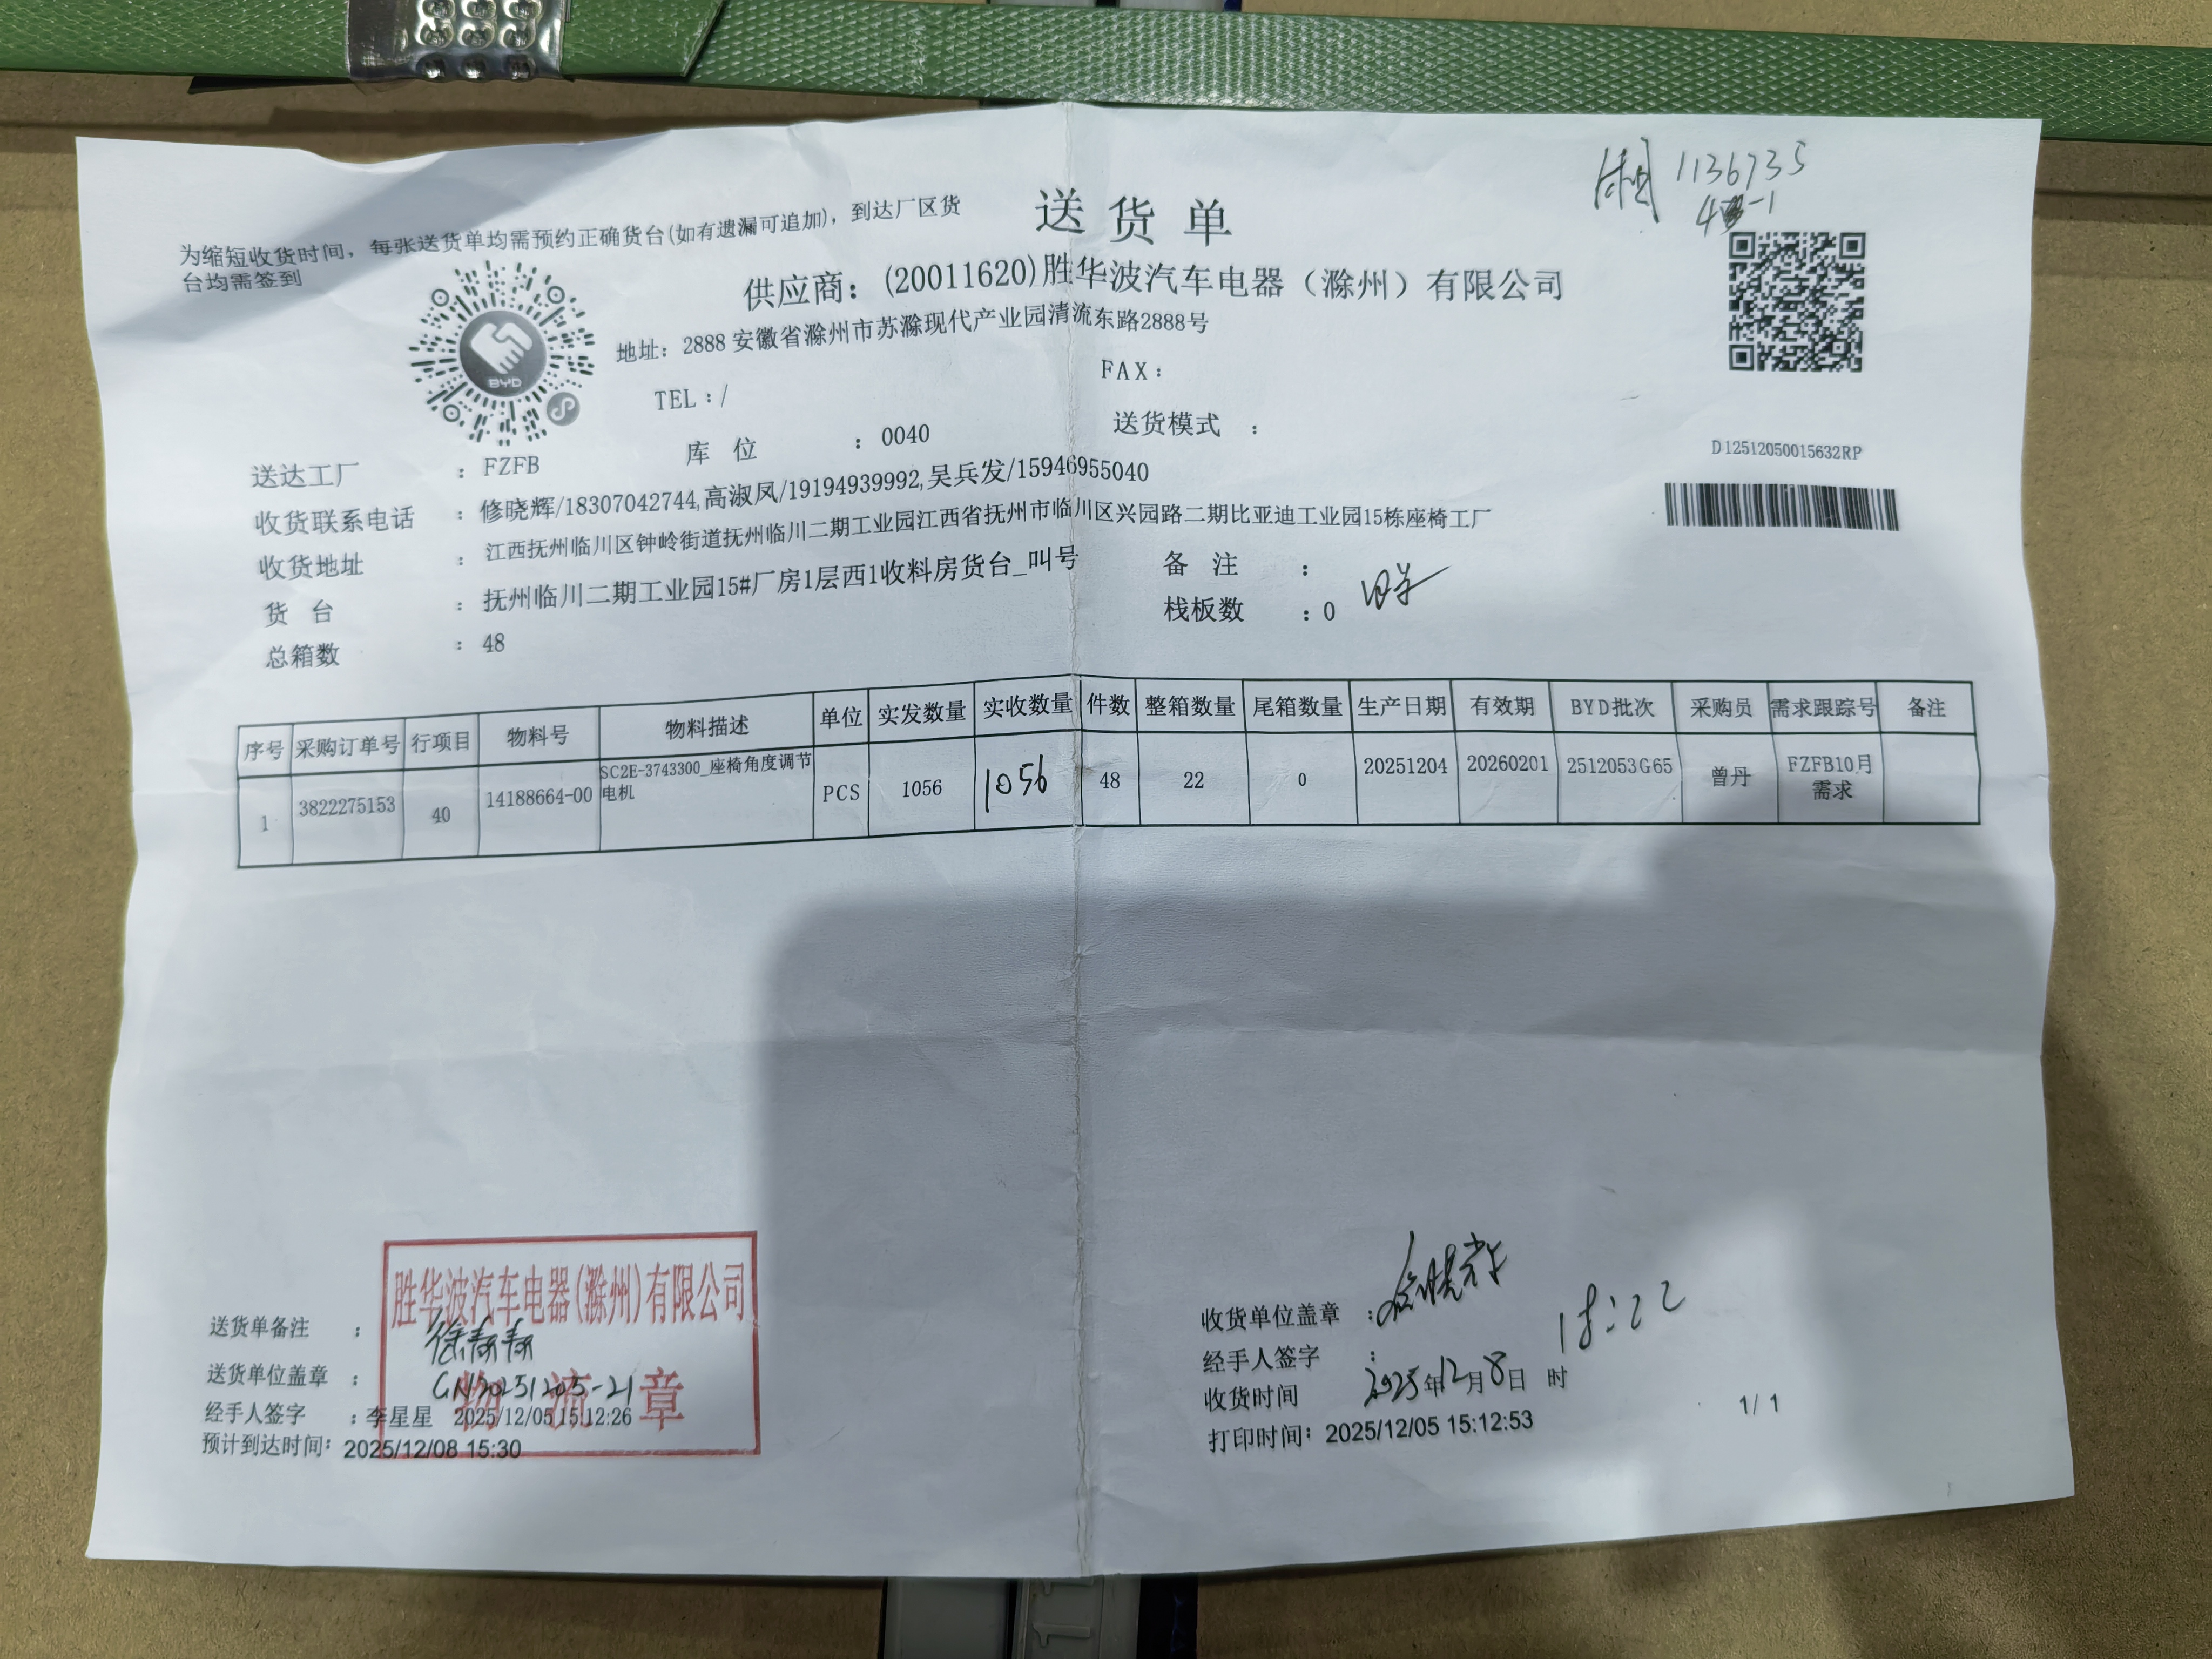 1136735
为缩短收货时间，每张送货单均需预约正确货台(如有遗漏可追加)，到达厂区货
台均需签到
送货单
供应商：(20011620)胜华波汽车电器（滁州）有限公司
地址：2888 安徽省滁州市苏滁现代产业园清流东路2888号
BYD
TEL：/
FAX：
送达工厂 ：FZFB
库 位 ：0040
送货模式 ：
D12512050015632RP
收货联系电话 ：修晓辉/18307042744,高淑凤/19194939992,吴兵发/15946955040
收货地址 ：江西抚州临川区钟岭街道抚州临川二期工业园江西省抚州市临川区兴园路二期比亚迪工业园15栋座椅工厂
货 台 ：抚州临川二期工业园15#厂房1层西1收料房货台_叫号
备 注 ：
总箱数 ：48
栈板数 ：0
序号 采购订单号 行项目 物料号 物料描述 单位 实发数量 实收数量 件数 整箱数量 尾箱数量 生产日期 有效期 BYD批次 采购员 需求跟踪号 备注
1 3822275153 40 14188664-00 SC2E-3743300_座椅角度调节电机 PCS 1056 1056 48 22 0 20251204 20260201 2512053G65 曾丹 FZFB10月需求
胜华波汽车电器(滁州)有限公司
物流章
送货单备注 ：
送货单位盖章 ：GN20251205-21
经手人签字 ：李星星 2025/12/05 15:12:26
预计到达时间：2025/12/08 15:30
收货单位盖章 ：
经手人签字 ：
18:22
收货时间 2025年12月8日 时
打印时间：2025/12/05 15:12:53
1/ 1